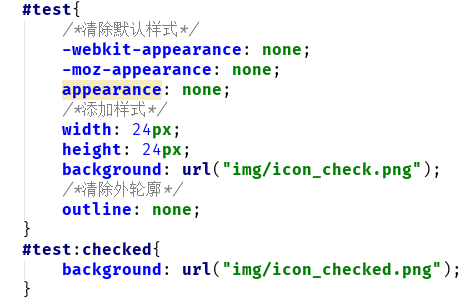 #test{
/*清除默认样式*/
-webkit-appearance: none;
-moz-appearance: none;
appearance: none;
/*添加样式*/
width: 24px;
height: 24px;
background: url("img/icon_check.png");
/*清除外轮廓*/
outline: none;
}
#test:checked{
background: url("img/icon_checked.png");
}